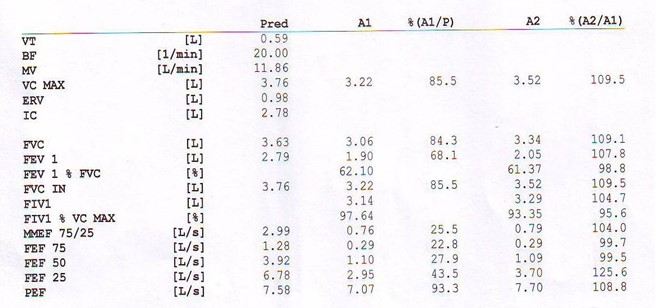 Pred A1 %(A1/P) A2 %(A2/A1)
VT [L] 0.59
BF [1/min] 20.00
MV [L/min] 11.86
VC MAX [L] 3.76 3.22 85.5 3.52 109.5
ERV [L] 0.98
IC [L] 2.78
FVC [L] 3.63 3.06 84.3 3.34 109.1
FEV 1 [L] 2.79 1.90 68.1 2.05 107.8
FEV 1 % FVC [%] 62.10 61.37 98.8
FVC IN [L] 3.76 3.22 85.5 3.52 109.5
FIV1 [L] 3.14 3.29 104.7
FIV1 % VC MAX [%] 97.64 93.35 95.6
MMEF 75/25 [L/s] 2.99 0.76 25.5 0.79 104.0
FEF 75 [L/s] 1.28 0.29 22.8 0.29 99.7
FEF 50 [L/s] 3.92 1.10 27.9 1.09 99.5
FEF 25 [L/s] 6.78 2.95 43.5 3.70 125.6
PEF [L/s] 7.58 7.07 93.3 7.70 108.8